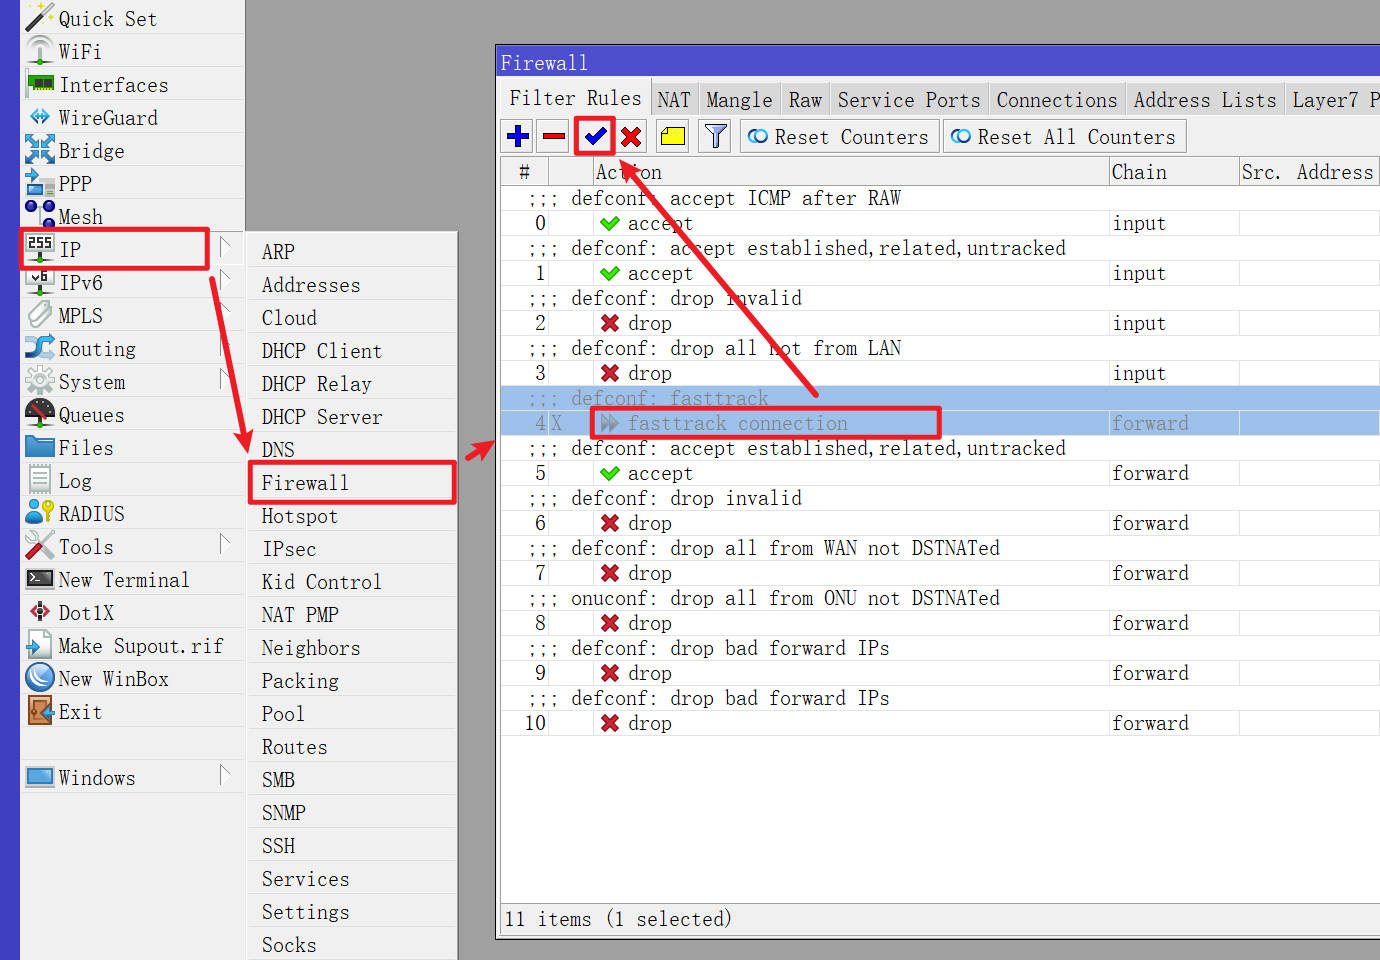 Quick Set
WiFi
Interfaces
WireGuard
Bridge
PPP
Mesh
255
IP
v6
IPv6
MPLS
Routing
System
Queues
Files
Log
RADIUS
Tools
New Terminal
Dot1X
Make Supout.rif
New WinBox
Exit
Windows
ARP
Addresses
Cloud
DHCP Client
DHCP Relay
DHCP Server
DNS
Firewall
Hotspot
IPsec
Kid Control
NAT PMP
Neighbors
Packing
Pool
Routes
SMB
SNMP
SSH
Services
Settings
Socks
Firewall
Filter Rules NAT Mangle Raw Service Ports Connections Address Lists Layer7 P
Reset Counters Reset All Counters
# Action Chain Src. Address
;;; defconf: accept ICMP after RAW
0 accept input
;;; defconf: accept established,related,untracked
1 accept input
;;; defconf: drop invalid
2 drop input
;;; defconf: drop all not from LAN
3 drop input
;;; defconf: fasttrack
4 X fasttrack connection forward
;;; defconf: accept established,related,untracked
5 accept forward
;;; defconf: drop invalid
6 drop forward
;;; defconf: drop all from WAN not DSTNATed
7 drop forward
;;; onuconf: drop all from ONU not DSTNATed
8 drop forward
;;; defconf: drop bad forward IPs
9 drop forward
;;; defconf: drop bad forward IPs
10 drop forward
11 items (1 selected)